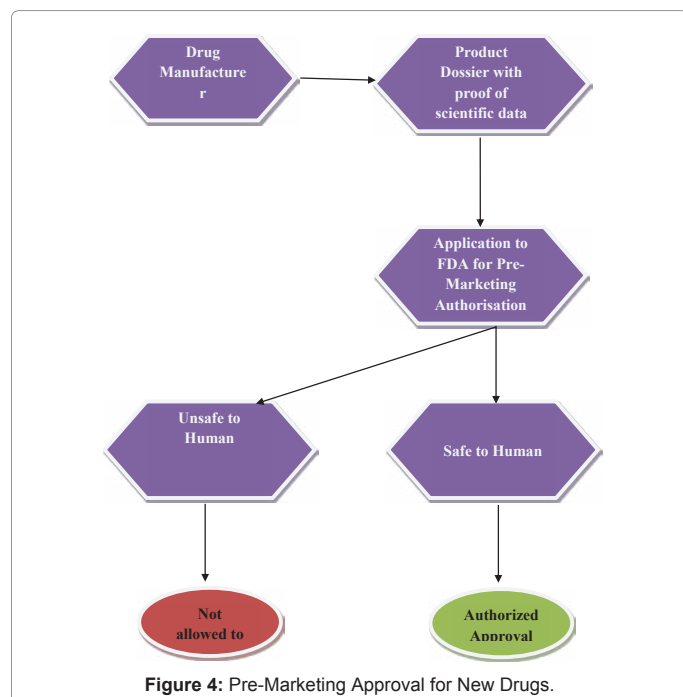 Drug
Manufacture
r
Product
Dossier with
proof of
scientific data
Application to
FDA for Pre-
Marketing
Authorisation
Unsafe to
Human
Safe to Human
Not
allowed to
Authorized
Approval
Figure 4: Pre-Marketing Approval for New Drugs.